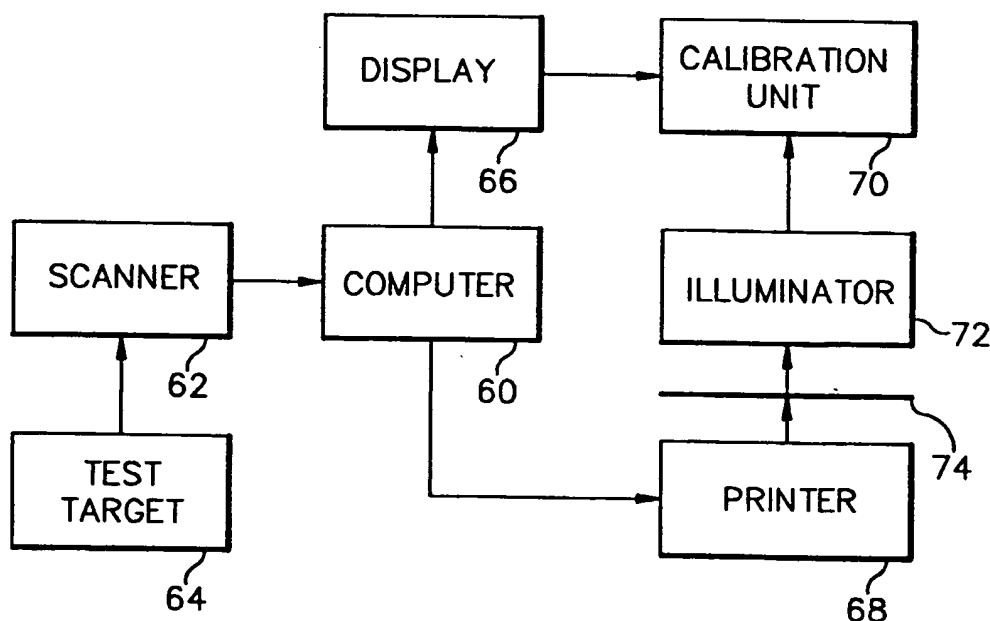 DISPLAY
66
CALIBRATION
UNIT
70
SCANNER
62
COMPUTER
60
ILLUMINATOR
72
74
TEST
TARGET
64
PRINTER
68